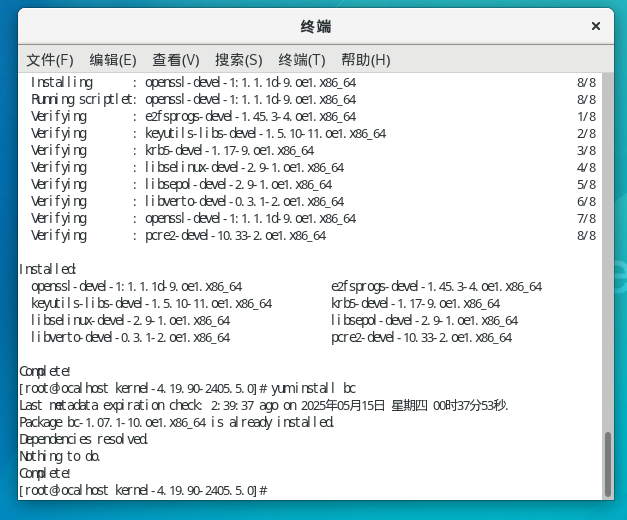 终端
文件(F) 编辑(E) 查看(V) 搜索(S) 终端(T) 帮助(H)
Installing : openssl-devel-1:1.1.1d-9.oe1.x86_64 8/8
Running scriptlet: openssl-devel-1:1.1.1d-9.oe1.x86_64 8/8
Verifying : e2fsprogs-devel-1.45.3-4.oe1.x86_64 1/8
Verifying : keyutils-libs-devel-1.5.10-11.oe1.x86_64 2/8
Verifying : krb5-devel-1.17-9.oe1.x86_64 3/8
Verifying : libselinux-devel-2.9-1.oe1.x86_64 4/8
Verifying : libsepol-devel-2.9-1.oe1.x86_64 5/8
Verifying : libverto-devel-0.3.1-2.oe1.x86_64 6/8
Verifying : openssl-devel-1:1.1.1d-9.oe1.x86_64 7/8
Verifying : pcre2-devel-10.33-2.oe1.x86_64 8/8
Installed:
openssl-devel-1:1.1.1d-9.oe1.x86_64 e2fsprogs-devel-1.45.3-4.oe1.x86_64
keyutils-libs-devel-1.5.10-11.oe1.x86_64 krb5-devel-1.17-9.oe1.x86_64
libselinux-devel-2.9-1.oe1.x86_64 libsepol-devel-2.9-1.oe1.x86_64
libverto-devel-0.3.1-2.oe1.x86_64 pcre2-devel-10.33-2.oe1.x86_64
Complete!
[root@localhost kernel-4.19.90-2405.5.0]# yum install bc
Last metadata expiration check: 2:39:37 ago on 2025年05月15日 星期四 00时37分53秒.
Package bc-1.07.1-10.oe1.x86_64 is already installed.
Dependencies resolved.
Nothing to do.
Complete!
[root@localhost kernel-4.19.90-2405.5.0]#